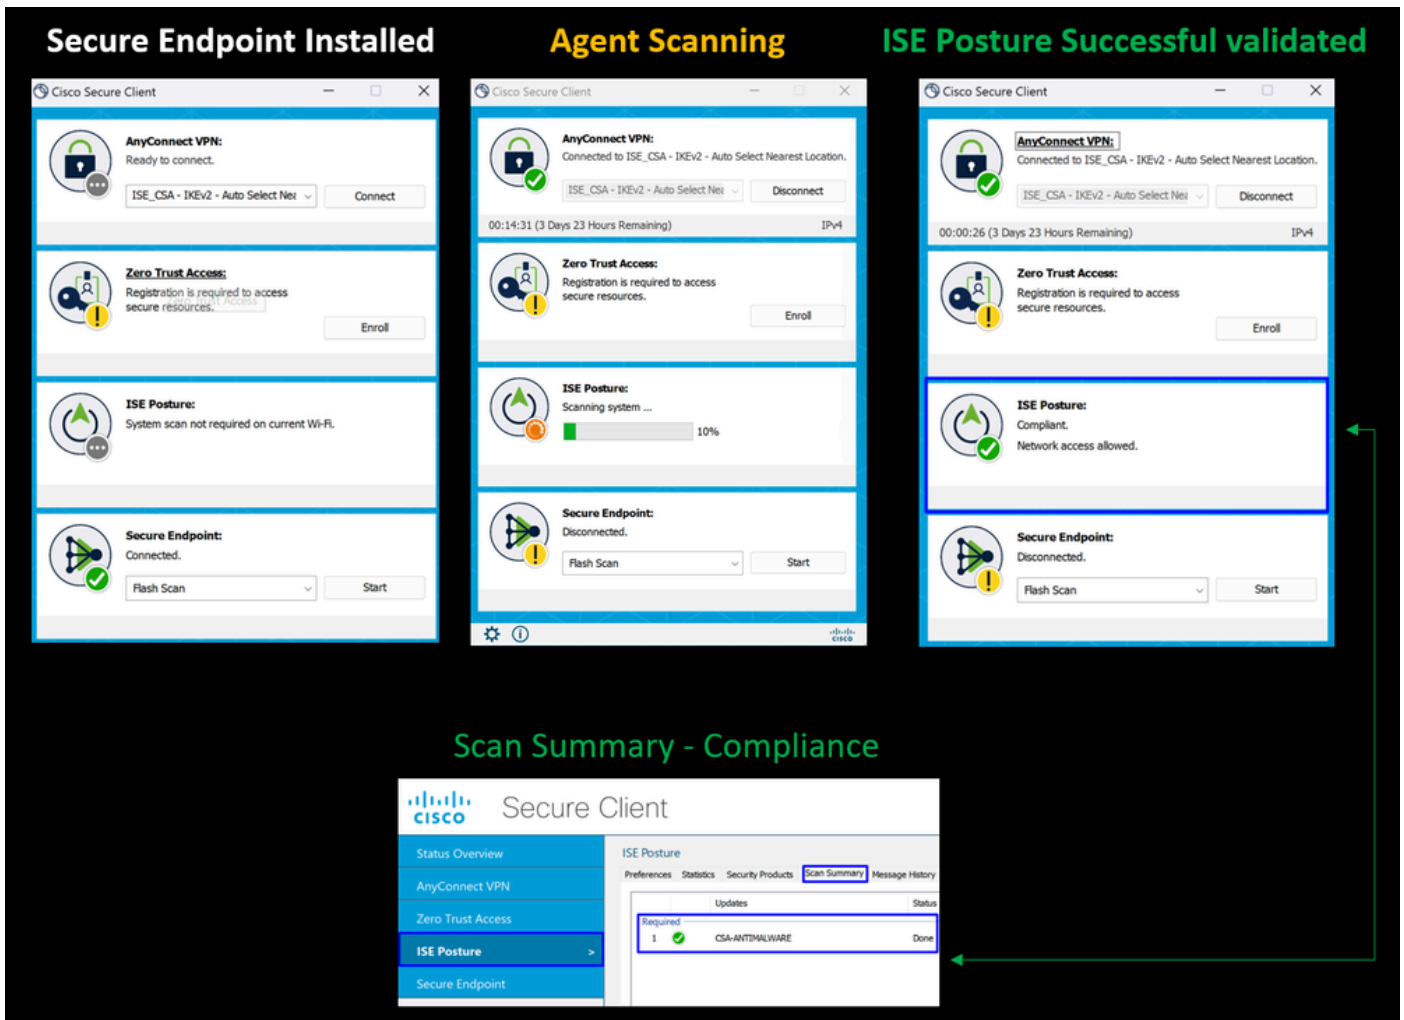 Secure Endpoint Installed
Agent Scanning
ISE Posture Successful validated
Cisco Secure Client
AnyConnect VPN:
Ready to connect.
ISE_CSA - IKEv2 - Auto Select Nea
Connect
Zero Trust Access:
Registration is required to access
secure resources.
Zero Trust Access
Enroll
ISE Posture:
System scan not required on current Wi-Fi.
Secure Endpoint:
Connected.
Flash Scan
Start
Cisco Secure Client
AnyConnect VPN:
Connected to ISE_CSA - IKEv2 - Auto Select Nearest Location.
ISE_CSA - IKEv2 - Auto Select Nea
Disconnect
00:14:31 (3 Days 23 Hours Remaining)
IPv4
Zero Trust Access:
Registration is required to access
secure resources.
Enroll
ISE Posture:
Scanning system ...
10%
Secure Endpoint:
Disconnected.
Flash Scan
Start
CISCO
Cisco Secure Client
AnyConnect VPN:
Connected to ISE_CSA - IKEv2 - Auto Select Nearest Location.
ISE_CSA - IKEv2 - Auto Select Nea
Disconnect
00:00:26 (3 Days 23 Hours Remaining)
IPv4
Zero Trust Access:
Registration is required to access
secure resources.
Enroll
ISE Posture:
Compliant.
Network access allowed.
Secure Endpoint:
Disconnected.
Flash Scan
Start
Scan Summary - Compliance
CISCO
Secure Client
Status Overview
AnyConnect VPN
Zero Trust Access
ISE Posture >
Secure Endpoint
ISE Posture
Preferences Statistics Security Products Scan Summary Message History
Updates Status
Required
1 CSA-ANTIMALWARE Done